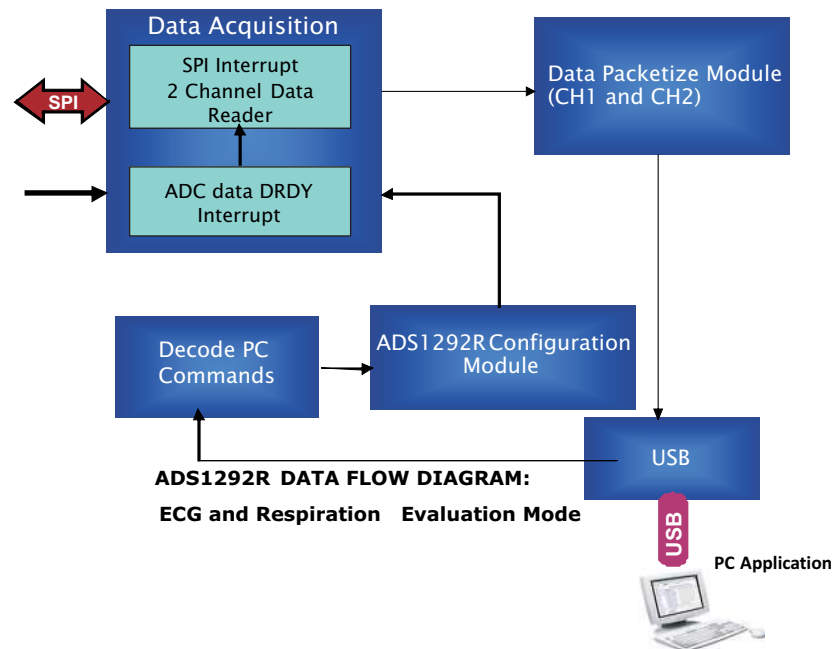 Data Acquisition
SPI Interrupt
2 Channel Data
Reader
SPI
ADC data DRDY
Interrupt
Data Packetize Module
(CH1 and CH2)
Decode PC
Commands
ADS1292R Configuration
Module
USB
ADS1292R DATA FLOW DIAGRAM:
ECG and Respiration Evaluation Mode
USB
PC Application